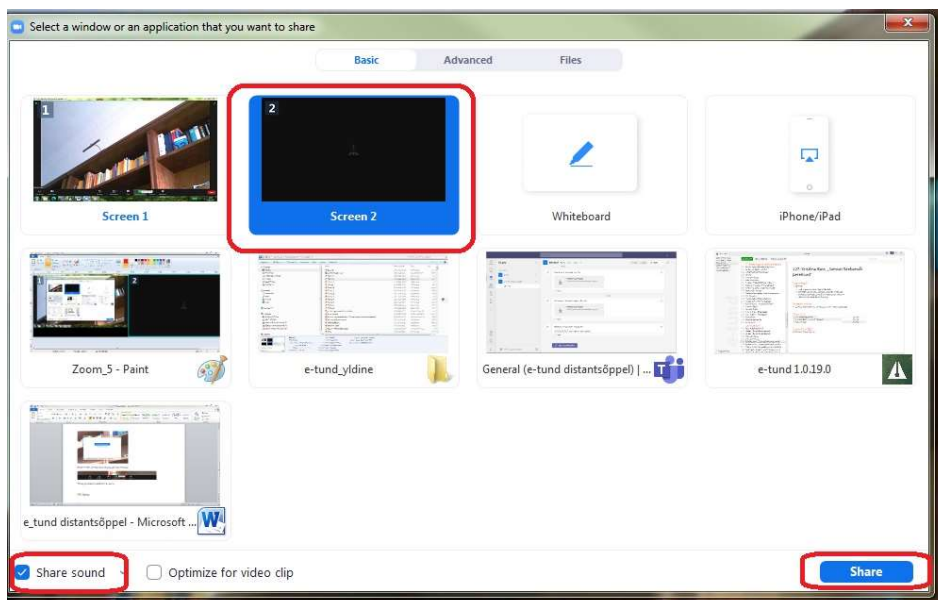 Select a window or an application that you want to share
Basic Advanced Files
1
2
Screen 1 Screen 2 Whiteboard iPhone/iPad
1 2
Zoom_5 - Paint e-tund_yldine General (e-tund distantsõppel) | ... e-tund 1.0.19.0
e_tund distantsõppel - Microsoft ...
Share sound Optimize for video clip Share